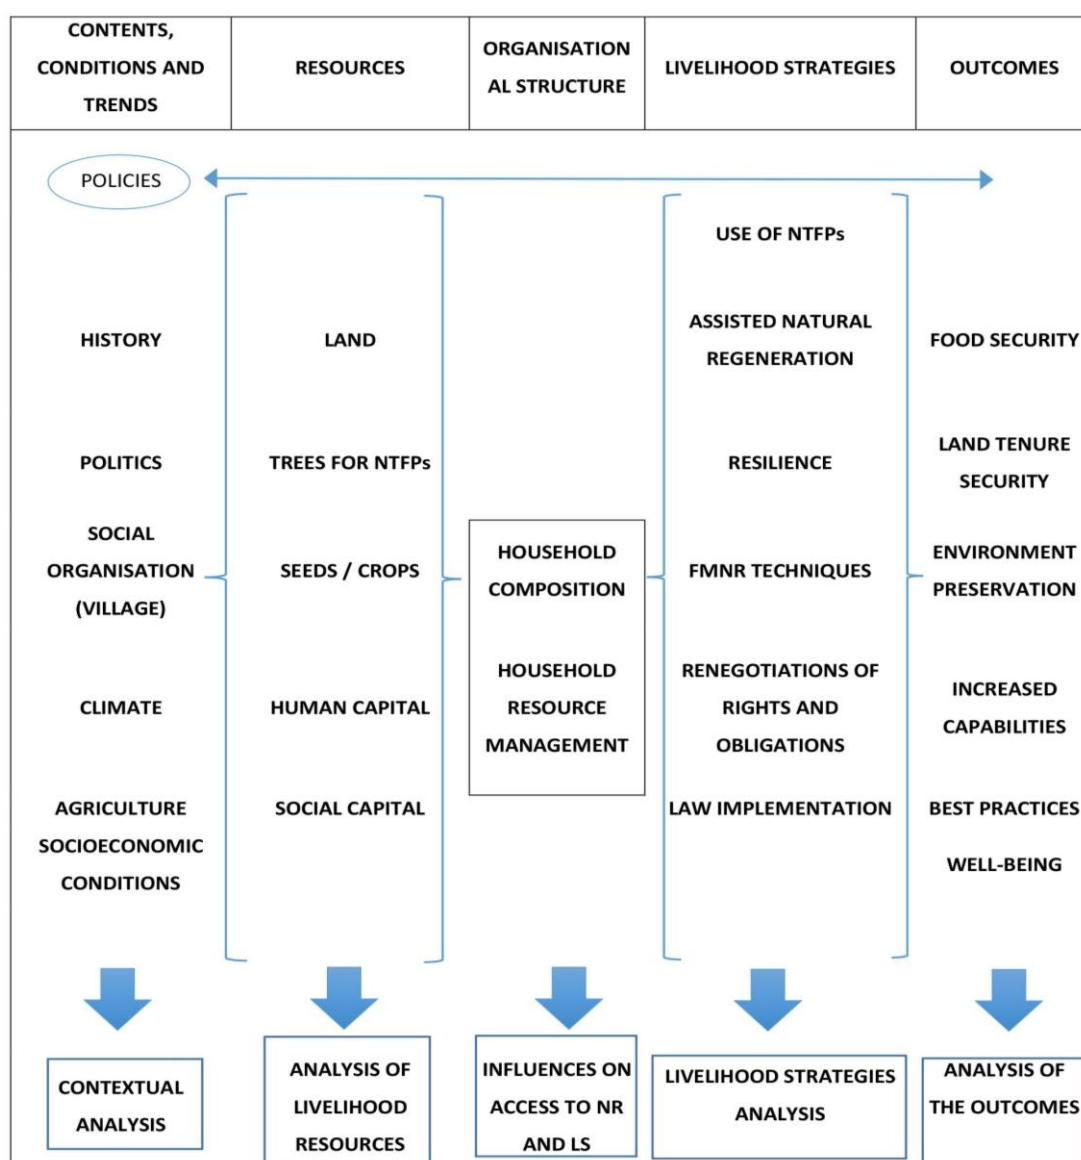 CONTENTS,
CONDITIONS AND
TRENDS
RESOURCES
ORGANISATION
AL STRUCTURE
LIVELIHOOD STRATEGIES
OUTCOMES
POLICIES
HISTORY
POLITICS
SOCIAL
ORGANISATION
(VILLAGE)
CLIMATE
AGRICULTURE
SOCIOECONOMIC
CONDITIONS
LAND
TREES FOR NTFPs
SEEDS / CROPS
HUMAN CAPITAL
SOCIAL CAPITAL
HOUSEHOLD
COMPOSITION
HOUSEHOLD
RESOURCE
MANAGEMENT
USE OF NTFPs
ASSISTED NATURAL
REGENERATION
RESILIENCE
FMNR TECHNIQUES
RENEGOTIATIONS OF
RIGHTS AND
OBLIGATIONS
LAW IMPLEMENTATION
FOOD SECURITY
LAND TENURE
SECURITY
ENVIRONMENT
PRESERVATION
INCREASED
CAPABILITIES
BEST PRACTICES
WELL-BEING
CONTEXTUAL
ANALYSIS
ANALYSIS OF
LIVELIHOOD
RESOURCES
INFLUENCES ON
ACCESS TO NR
AND LS
LIVELIHOOD STRATEGIES
ANALYSIS
ANALYSIS OF
THE OUTCOMES